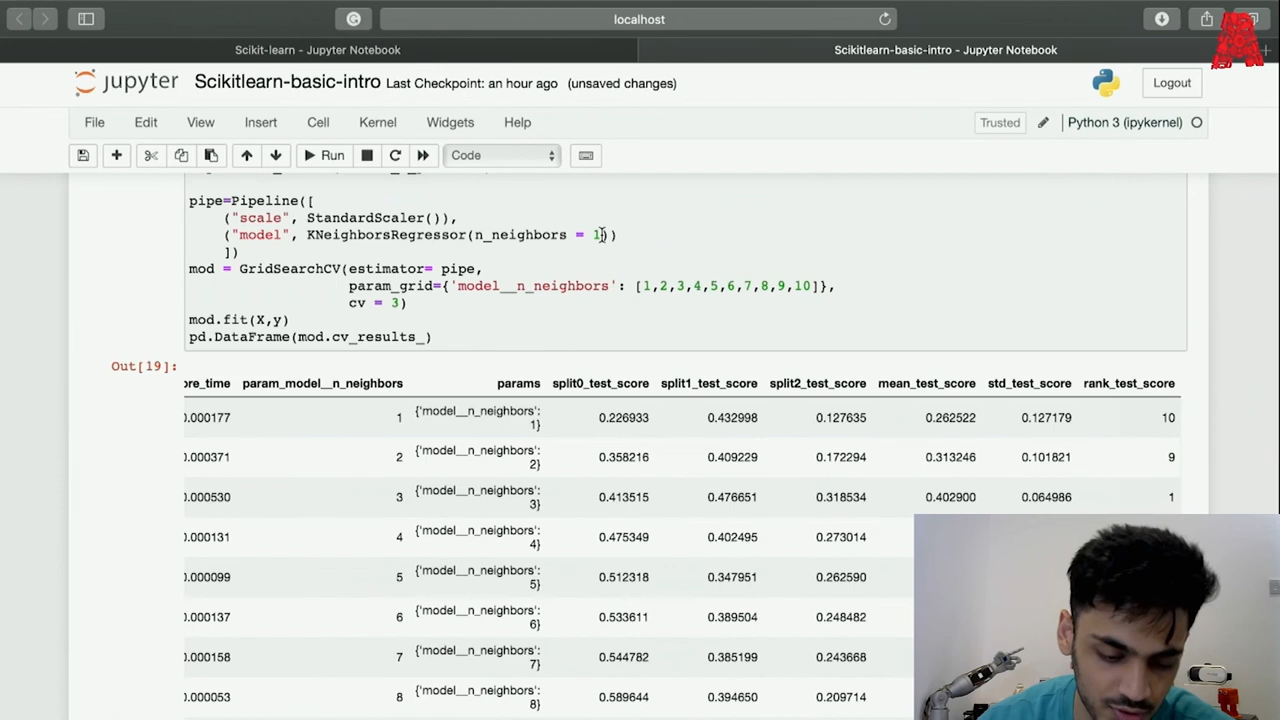 localhost
Scikit-learn - Jupyter Notebook
Scikitlearn-basic-intro - Jupyter Notebook
jupyter Scikitlearn-basic-intro Last Checkpoint: an hour ago (unsaved changes)
Logout
File Edit View Insert Cell Kernel Widgets Help
Trusted
Python 3 (ipykernel)
Run
Code
pipe=Pipeline([
("scale", StandardScaler()),
("model", KNeighborsRegressor(n_neighbors = 1))
])
mod = GridSearchCV(estimator= pipe,
param_grid={'model__n_neighbors': [1,2,3,4,5,6,7,8,9,10]},
cv = 3)
mod.fit(X,y)
pd.DataFrame(mod.cv_results_)
Out[19]:
ore_time param_model__n_neighbors params split0_test_score split1_test_score split2_test_score mean_test_score std_test_score rank_test_score
0.000177 1 {'model__n_neighbors': 1} 0.226933 0.432998 0.127635 0.262522 0.127179 10
0.000371 2 {'model__n_neighbors': 2} 0.358216 0.409229 0.172294 0.313246 0.101821 9
0.000530 3 {'model__n_neighbors': 3} 0.413515 0.476651 0.318534 0.402900 0.064986 1
0.000131 4 {'model__n_neighbors': 4} 0.475349 0.402495 0.273014
0.000099 5 {'model__n_neighbors': 5} 0.512318 0.347951 0.262590
0.000137 6 {'model__n_neighbors': 6} 0.533611 0.389504 0.248482
0.000158 7 {'model__n_neighbors': 7} 0.544782 0.385199 0.243668
0.000053 8 {'model__n_neighbors': 8} 0.589644 0.394650 0.209714